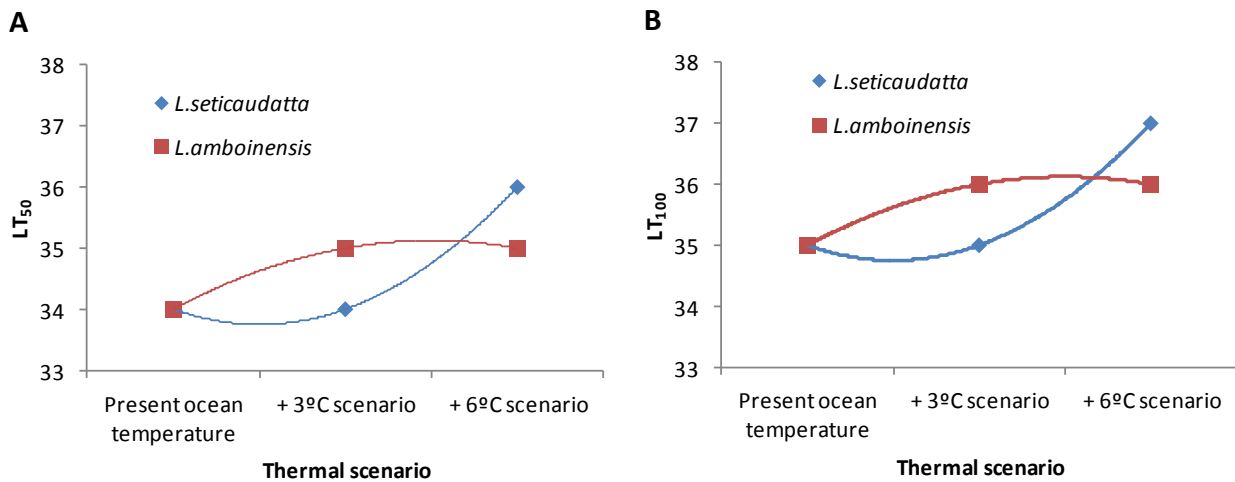 A
38
37
36
35
34
33
LT50
L.seticaudatta
L.amboinensis
Present ocean
temperature
+ 3ºC scenario
+ 6ºC scenario
Thermal scenario
B
38
37
36
35
34
33
LT100
L.seticaudatta
L.amboinensis
Present ocean
temperature
+ 3ºC scenario
+ 6ºC scenario
Thermal scenario